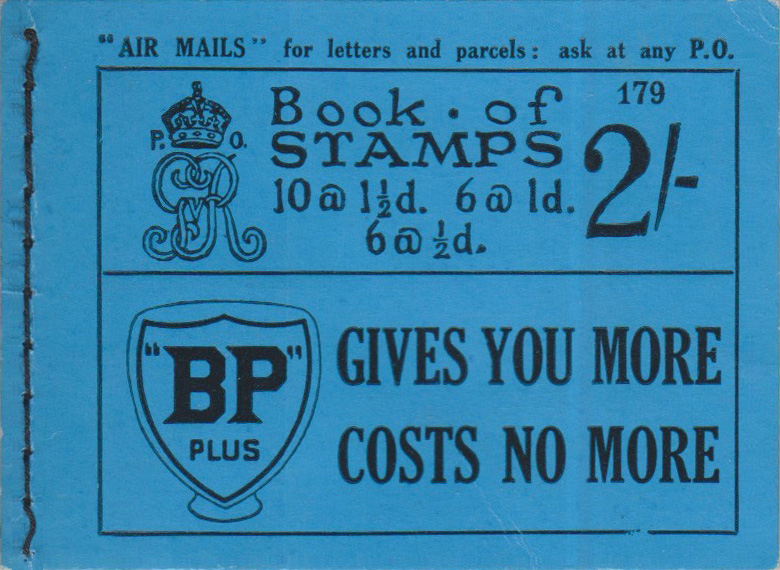 "AIR MAILS" for letters and parcels: ask at any P.O.
179
P. O.
GR
Book · of
STAMPS
2/-
10 @ 1½d. 6 @ 1d.
6 @ ½d.
"BP"
PLUS
GIVES YOU MORE
COSTS NO MORE